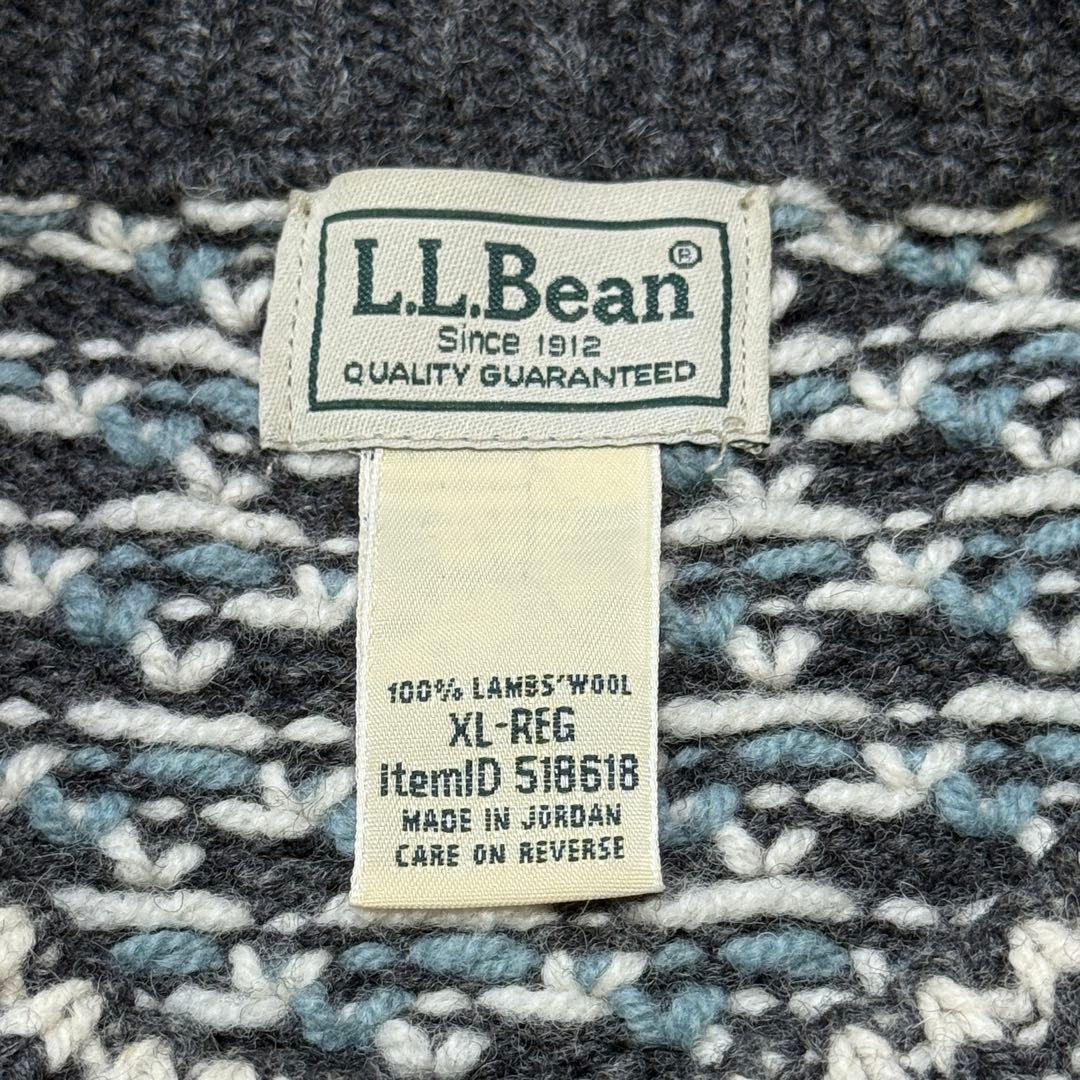 L.L.Bean®
Since 1912
QUALITY GUARANTEED
100% LAMBS' WOOL
XL-REG
ItemID 518618
MADE IN JORDAN
CARE ON REVERSE